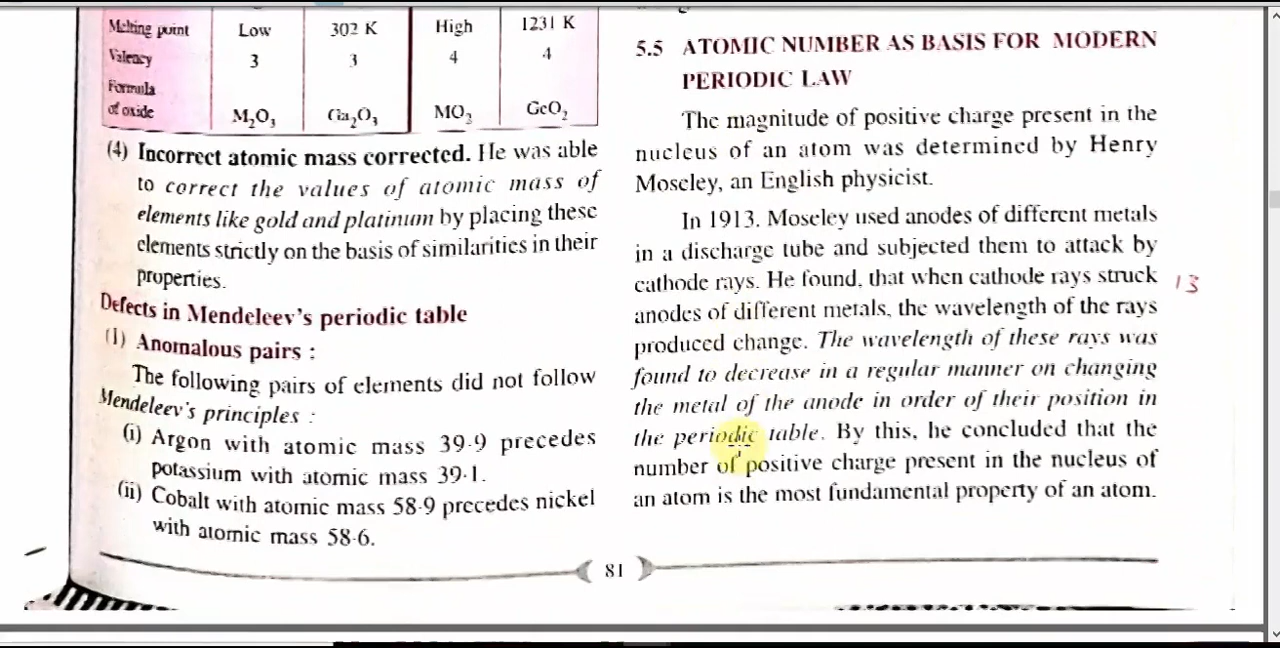 Melting point Low 302 K High 1231 K
Valency 3 3 4 4
Formula
of oxide M₂O₃ Ga₂O₃ MO₂ GeO₂
(4) Incorrect atomic mass corrected. He was able
to correct the values of atomic mass of
elements like gold and platinum by placing these
elements strictly on the basis of similarities in their
properties.
Defects in Mendeleev's periodic table
(1) Anomalous pairs :
The following pairs of elements did not follow
Mendeleev's principles :
(i) Argon with atomic mass 39·9 precedes
potassium with atomic mass 39·1.
(ii) Cobalt with atomic mass 58·9 precedes nickel
with atomic mass 58·6.
5.5 ATOMIC NUMBER AS BASIS FOR MODERN
PERIODIC LAW
The magnitude of positive charge present in the
nucleus of an atom was determined by Henry
Moseley, an English physicist.
In 1913. Moseley used anodes of different metals
in a discharge tube and subjected them to attack by
cathode rays. He found, that when cathode rays struck 13
anodes of different metals, the wavelength of the rays
produced change. The wavelength of these rays was
found to decrease in a regular manner on changing
the metal of the anode in order of their position in
the periodic table. By this, he concluded that the
number of positive charge present in the nucleus of
an atom is the most fundamental property of an atom.
81